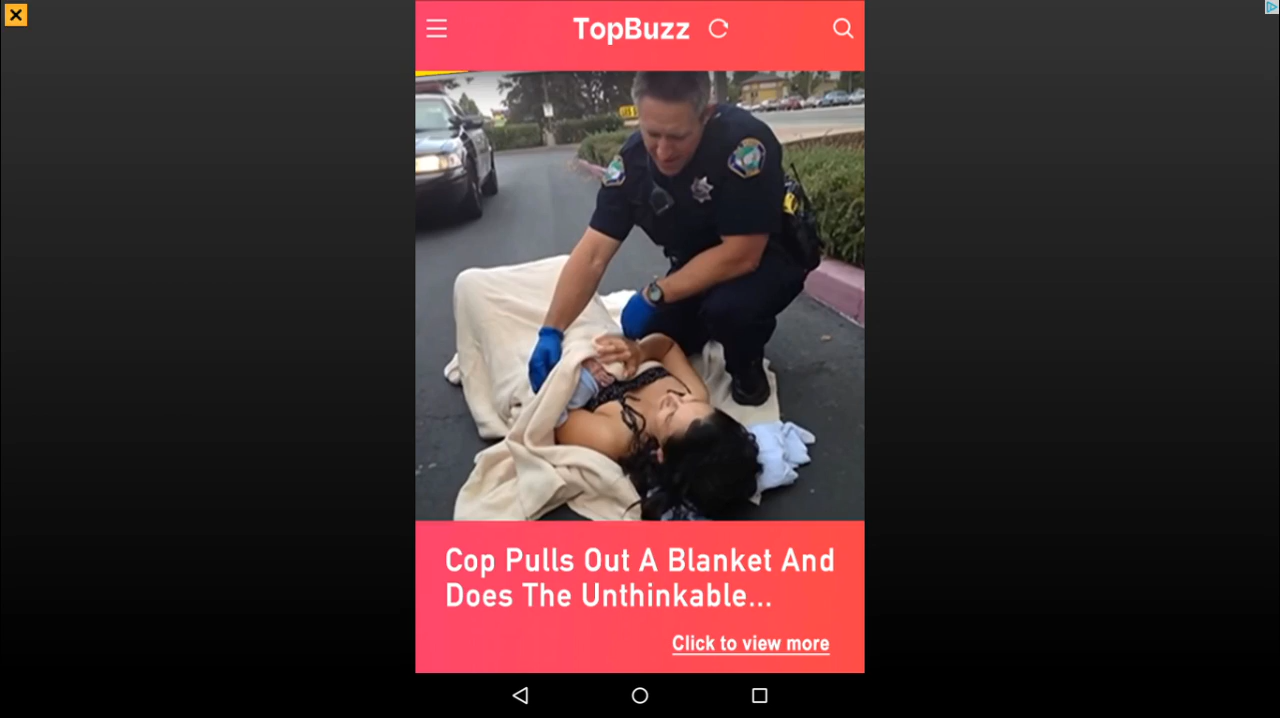 TopBuzz
Cop Pulls Out A Blanket And
Does The Unthinkable...
Click to view more